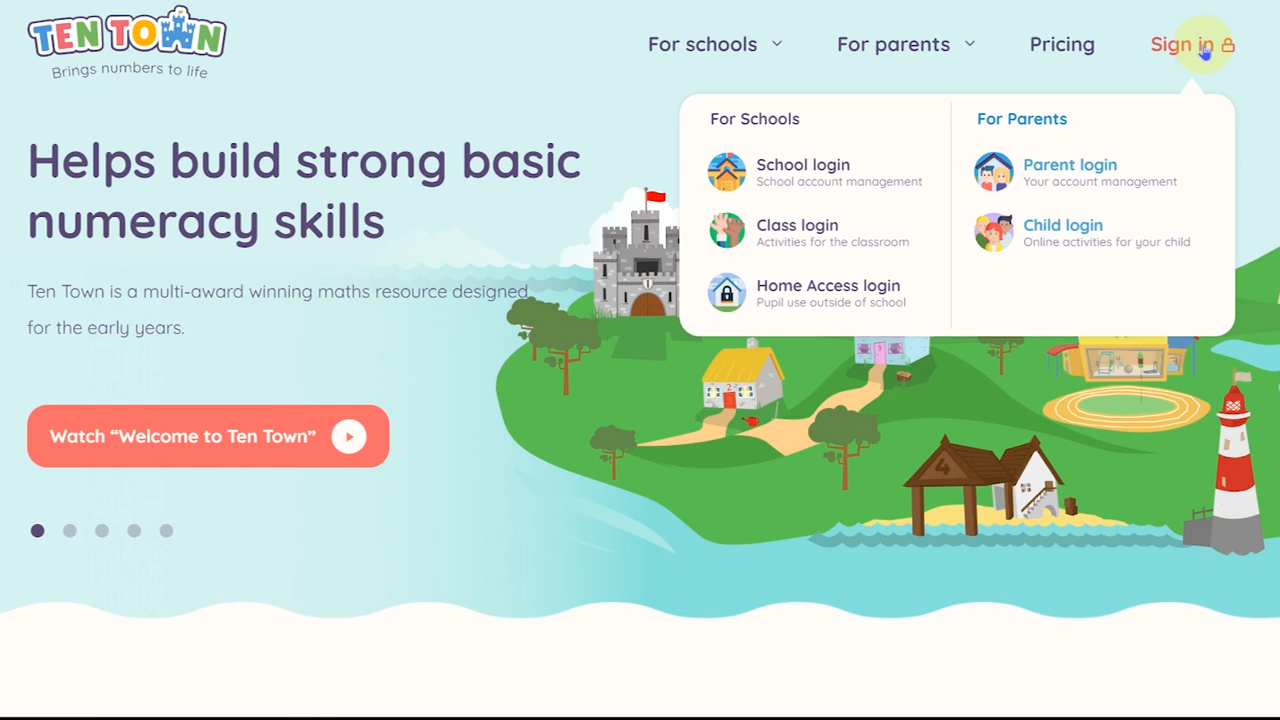 TEN TOWN
Brings numbers to life
For schools
For parents
Pricing
Sign in
Helps build strong basic
numeracy skills
Ten Town is a multi-award winning maths resource designed
for the early years.
Watch “Welcome to Ten Town”
For Schools
School login
School account management
Class login
Activities for the classroom
Home Access login
Pupil use outside of school
For Parents
Parent login
Your account management
Child login
Online activities for your child
2
3
4